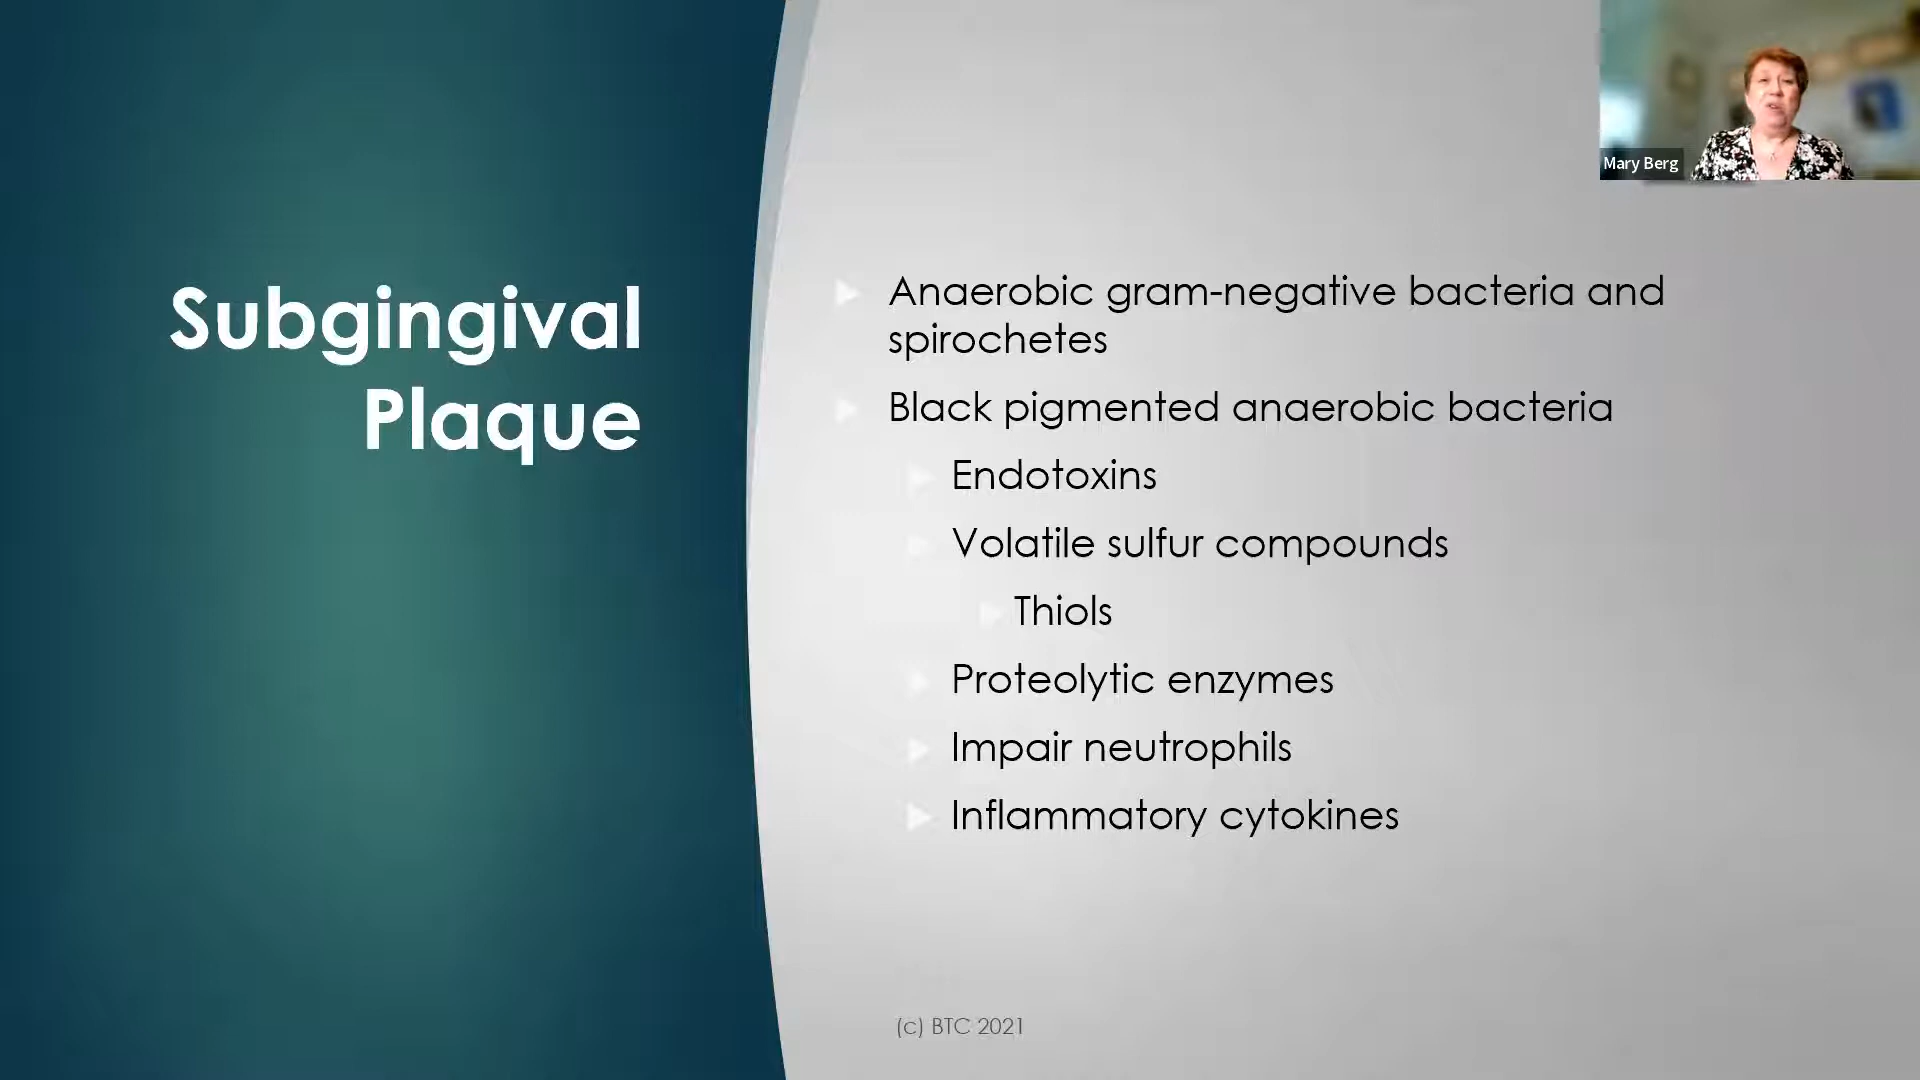 Mary Berg
Subgingival
Plaque
Anaerobic gram-negative bacteria and
spirochetes
Black pigmented anaerobic bacteria
Endotoxins
Volatile sulfur compounds
Thiols
Proteolytic enzymes
Impair neutrophils
Inflammatory cytokines
(c) BTC 2021